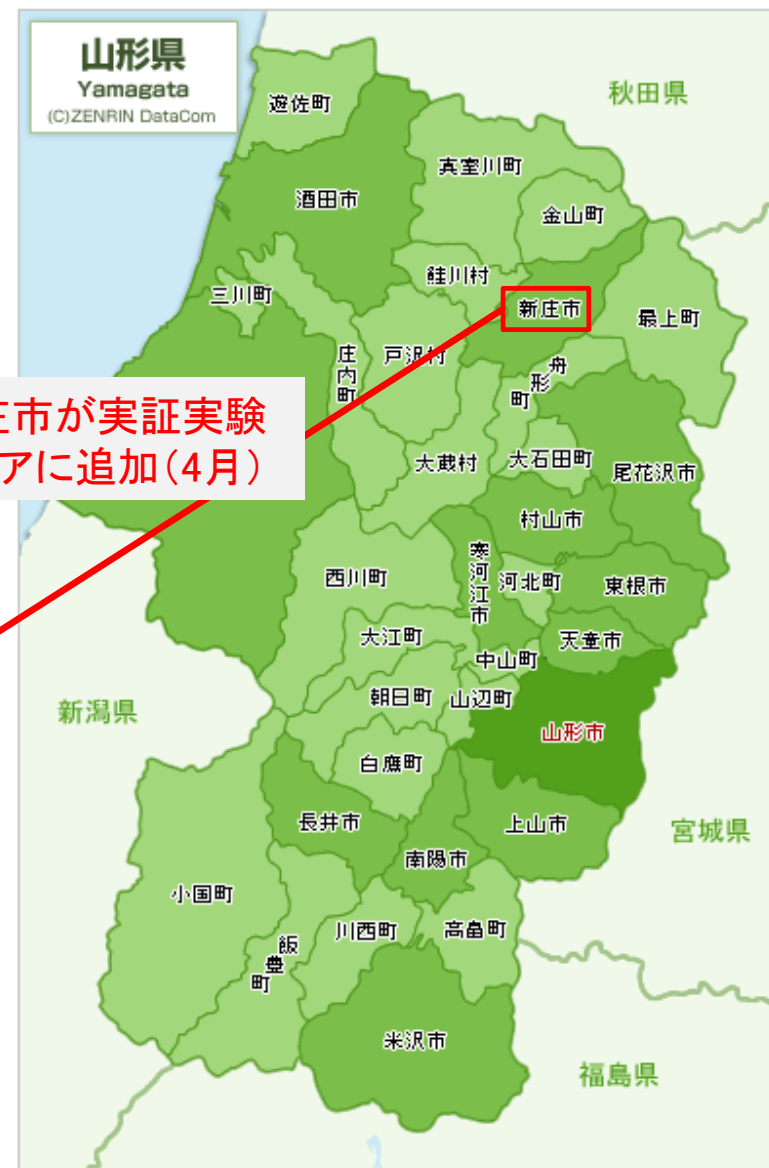 山形県
Yamagata
(C)ZENRIN DataCom
秋田県
遊佐町
真室川町
酒田市
金山町
鮭川村
三川町
新庄市
最上町
庄内町
戸沢村
舟形町
庄市が実証実験
アに追加(4月)
大蔵村
大石田町
尾花沢市
村山市
寒河江市
西川町
河北町
東根市
大江町
天童市
中山町
朝日町
山辺町
新潟県
山形市
白鷹町
長井市
上山市
宮城県
南陽市
小国町
川西町
高畠町
飯豊町
米沢市
福島県